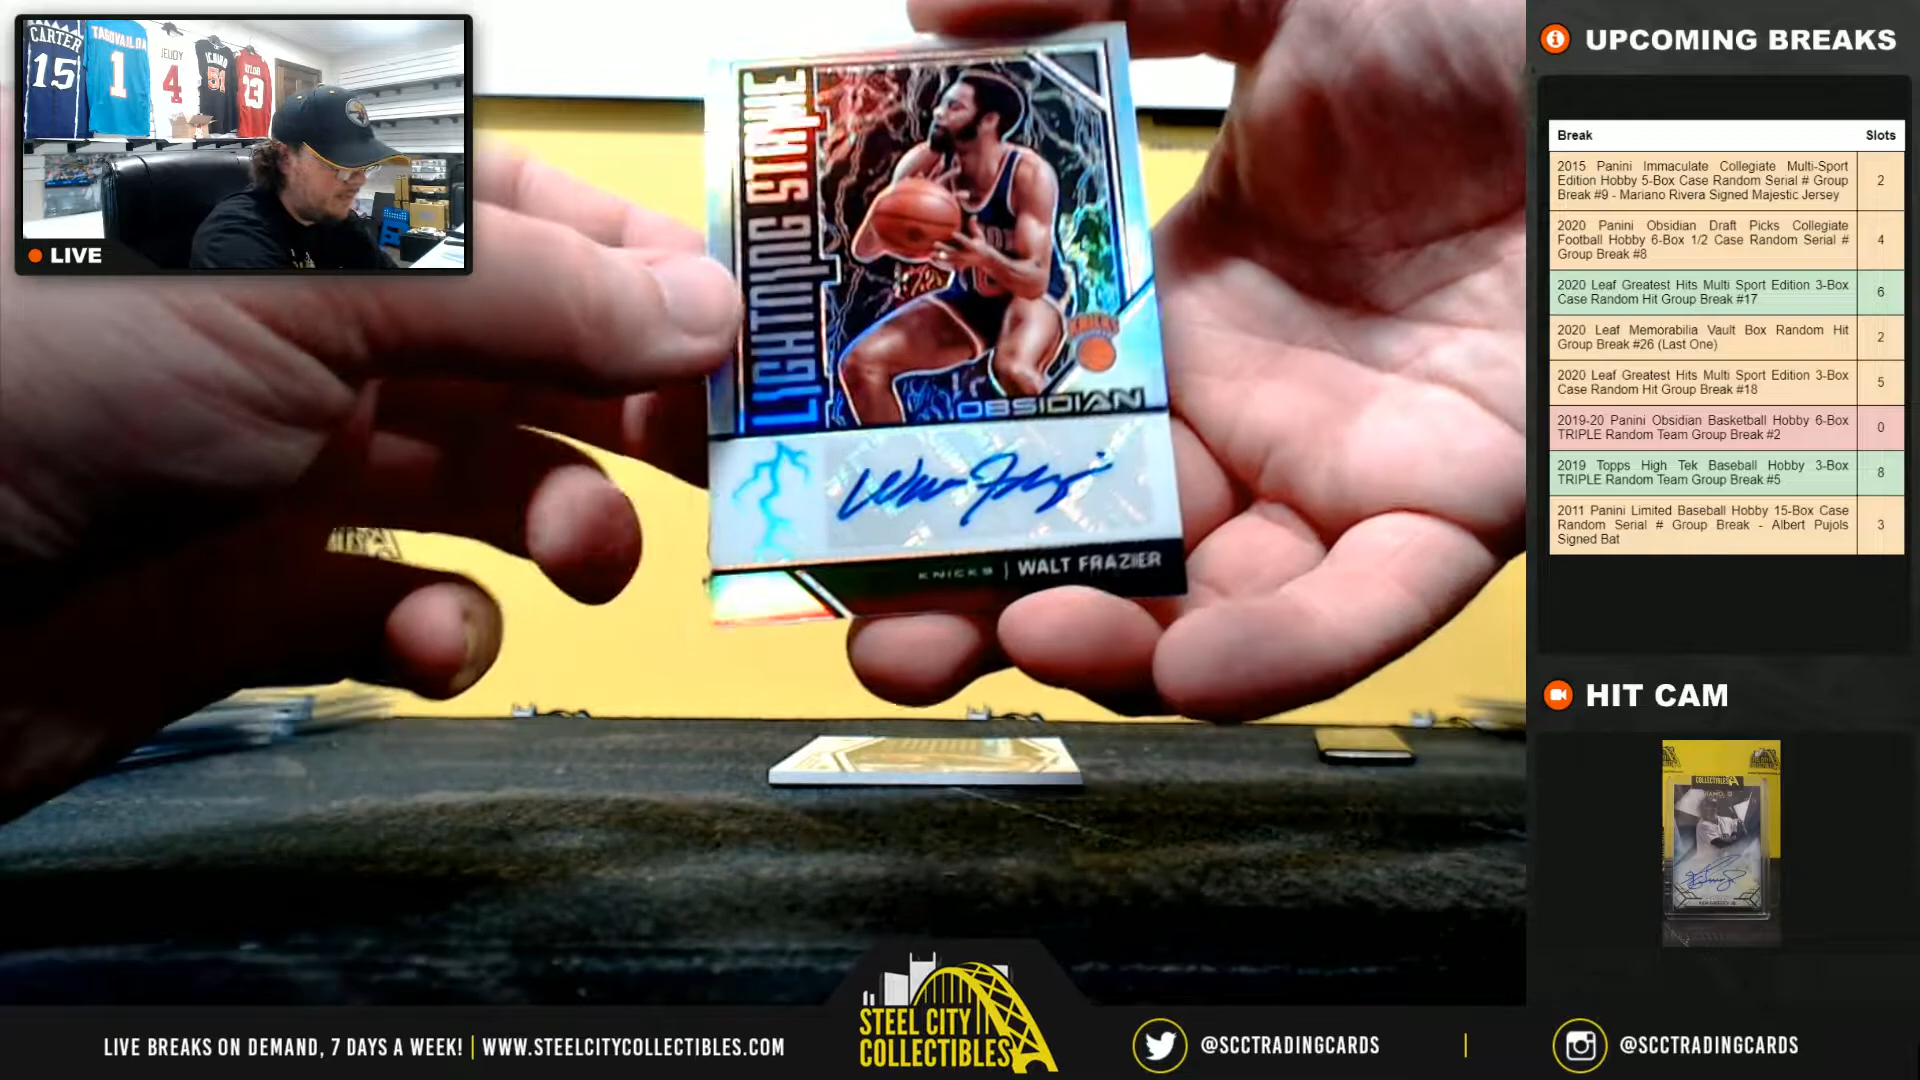 CARTER
15
TAGOVAILOA
1
JEUDY
4
51
23
LIVE
LIGHTNING STRIKE
KNICKS
OBSIDIAN
KNICKS | WALT FRAZIER
UPCOMING BREAKS
Break Slots
2015 Panini Immaculate Collegiate Multi-Sport
Edition Hobby 5-Box Case Random Serial # Group
Break #9 - Mariano Rivera Signed Majestic Jersey
2
2020 Panini Obsidian Draft Picks Collegiate
Football Hobby 6-Box 1/2 Case Random Serial #
Group Break #8
4
2020 Leaf Greatest Hits Multi Sport Edition 3-Box
Case Random Hit Group Break #17
6
2020 Leaf Memorabilia Vault Box Random Hit
Group Break #26 (Last One)
2
2020 Leaf Greatest Hits Multi Sport Edition 3-Box
Case Random Hit Group Break #18
5
2019-20 Panini Obsidian Basketball Hobby 6-Box
TRIPLE Random Team Group Break #2
0
2019 Topps High Tek Baseball Hobby 3-Box
TRIPLE Random Team Group Break #5
8
2011 Panini Limited Baseball Hobby 15-Box Case
Random Serial # Group Break - Albert Pujols
Signed Bat
3
HIT CAM
COLLECTIBLES
LIVE BREAKS ON DEMAND, 7 DAYS A WEEK! | WWW.STEELCITYCOLLECTIBLES.COM
STEEL CITY
COLLECTIBLES
@SCCTRADINGCARDS | @SCCTRADINGCARDS